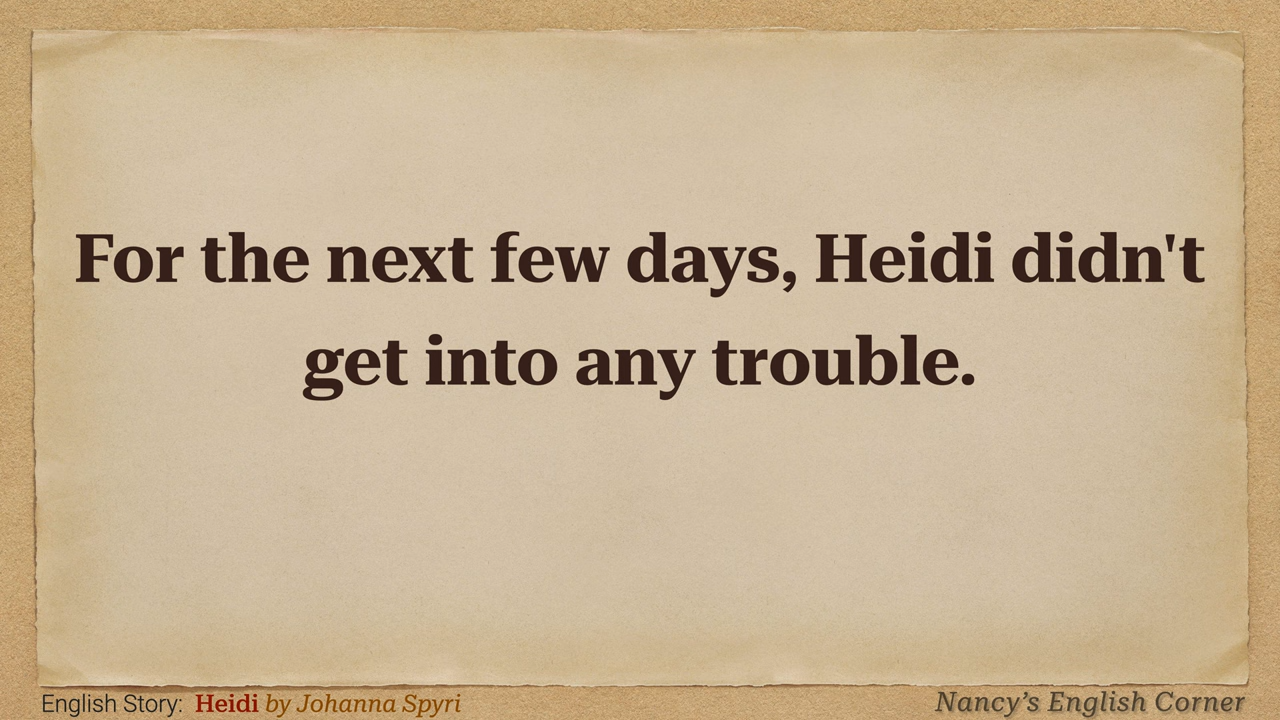 For the next few days, Heidi didn't
get into any trouble.
English Story: Heidi by Johanna Spyri
Nancy’s English Corner